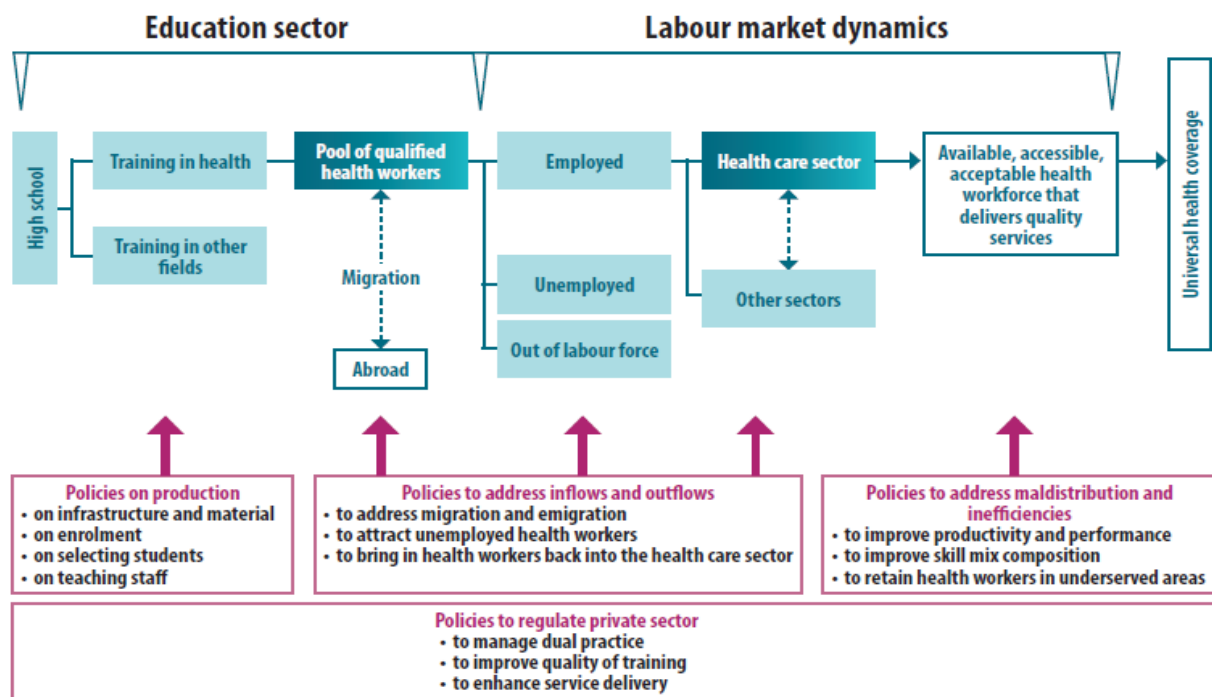 Education sector
Labour market dynamics
High school
Training in health
Training in other
fields
Pool of qualified
health workers
Migration
Abroad
Employed
Unemployed
Out of labour force
Health care sector
Other sectors
Available, accessible,
acceptable health
workforce that
delivers quality
services
Universal health coverage
Policies on production
• on infrastructure and material
• on enrolment
• on selecting students
• on teaching staff
Policies to address inflows and outflows
• to address migration and emigration
• to attract unemployed health workers
• to bring in health workers back into the health care sector
Policies to address maldistribution and
inefficiencies
• to improve productivity and performance
• to improve skill mix composition
• to retain health workers in underserved areas
Policies to regulate private sector
• to manage dual practice
• to improve quality of training
• to enhance service delivery